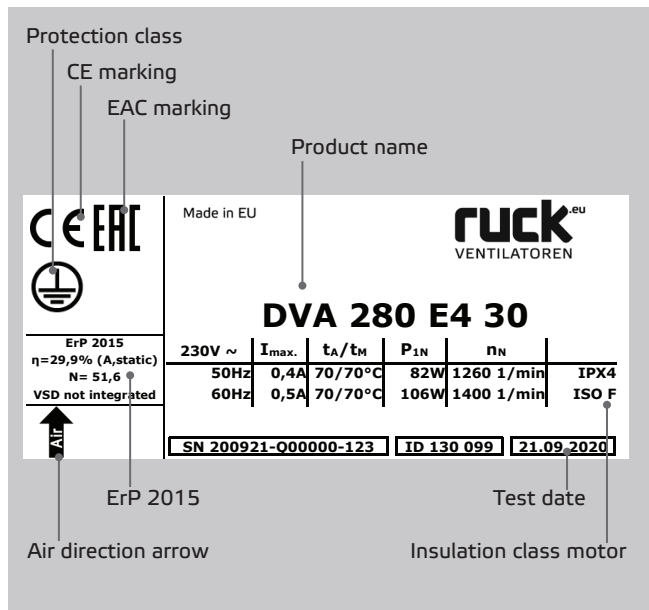 Protection class
CE marking
EAC marking
Product name
CE EAC
Made in EU
ruck.eu
VENTILATOREN
DVA 280 E4 30
ErP 2015
η=29,9% (A,static)
N= 51,6
VSD not integrated
230V ~ Imax. tA/tM P1N nN
50Hz 0,4A 70/70°C 82W 1260 1/min IPX4
60Hz 0,5A 70/70°C 106W 1400 1/min ISO F
Air
SN 200921-Q00000-123 ID 130 099 21.09.2020
ErP 2015
Test date
Air direction arrow
Insulation class motor